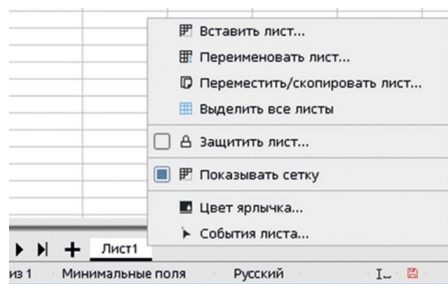 Вставить лист...
Переименовать лист...
Переместить/скопировать лист...
Выделить все листы
Защитить лист...
Показывать сетку
Цвет ярлычка...
События листа...
Лист1
из 1 Минимальные поля Русский